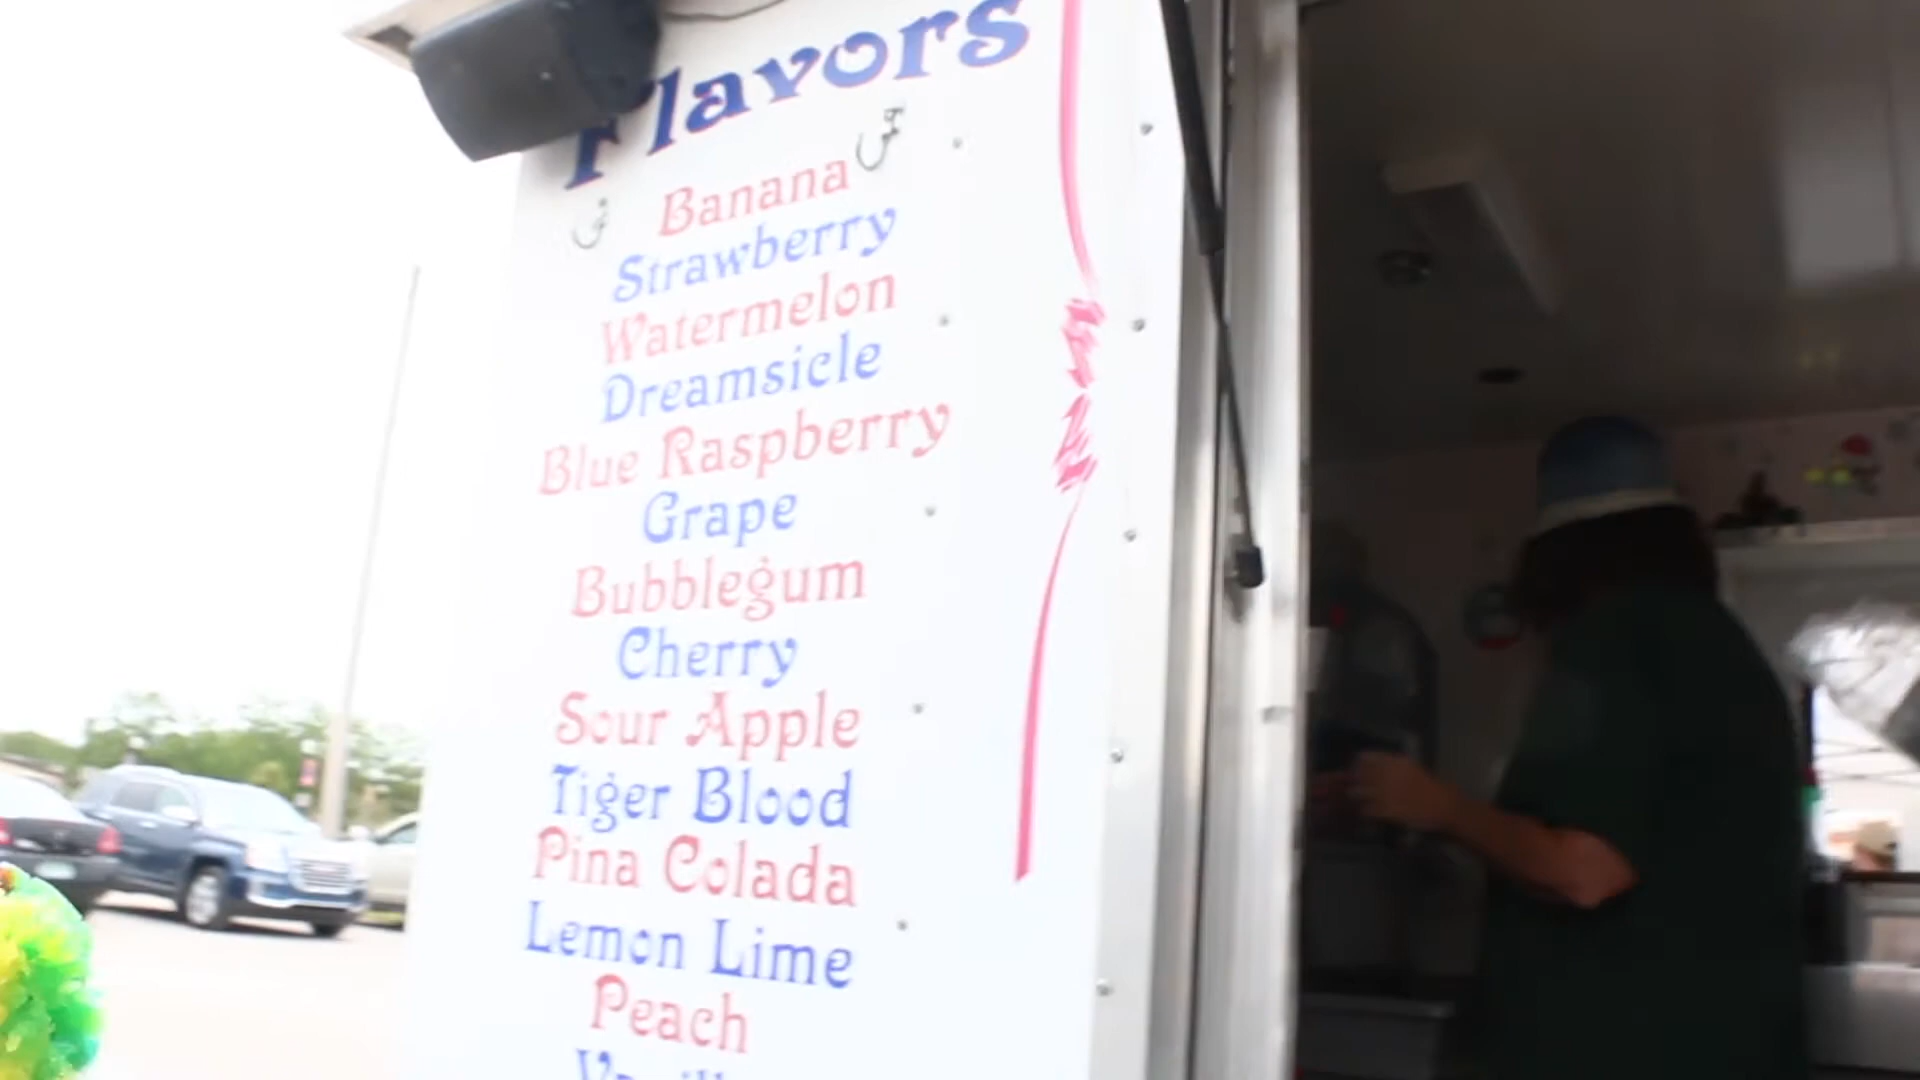 Flavors
Banana
Strawberry
Watermelon
Dreamsicle
Blue Raspberry
Grape
Bubblegum
Cherry
Sour Apple
Tiger Blood
Pina Colada
Lemon Lime
Peach